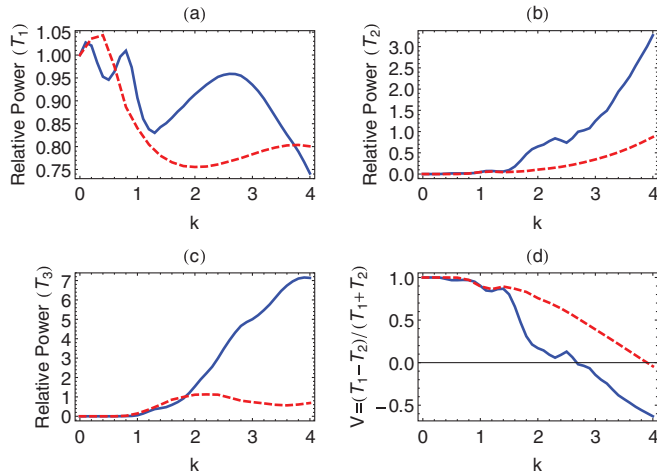 (a)
Relative Power (T1)
1.05
1.00
0.95
0.90
0.85
0.80
0.75
0 1 2 3 4
k
(b)
Relative Power (T2)
3.0
2.5
2.0
1.5
1.0
0.5
0.0
0 1 2 3 4
k
(c)
Relative Power (T3)
7
6
5
4
3
2
1
0
0 1 2 3 4
k
(d)
V=(T1−T2)/(T1+T2)
1.0
0.5
0.0
−0.5
0 1 2 3 4
k